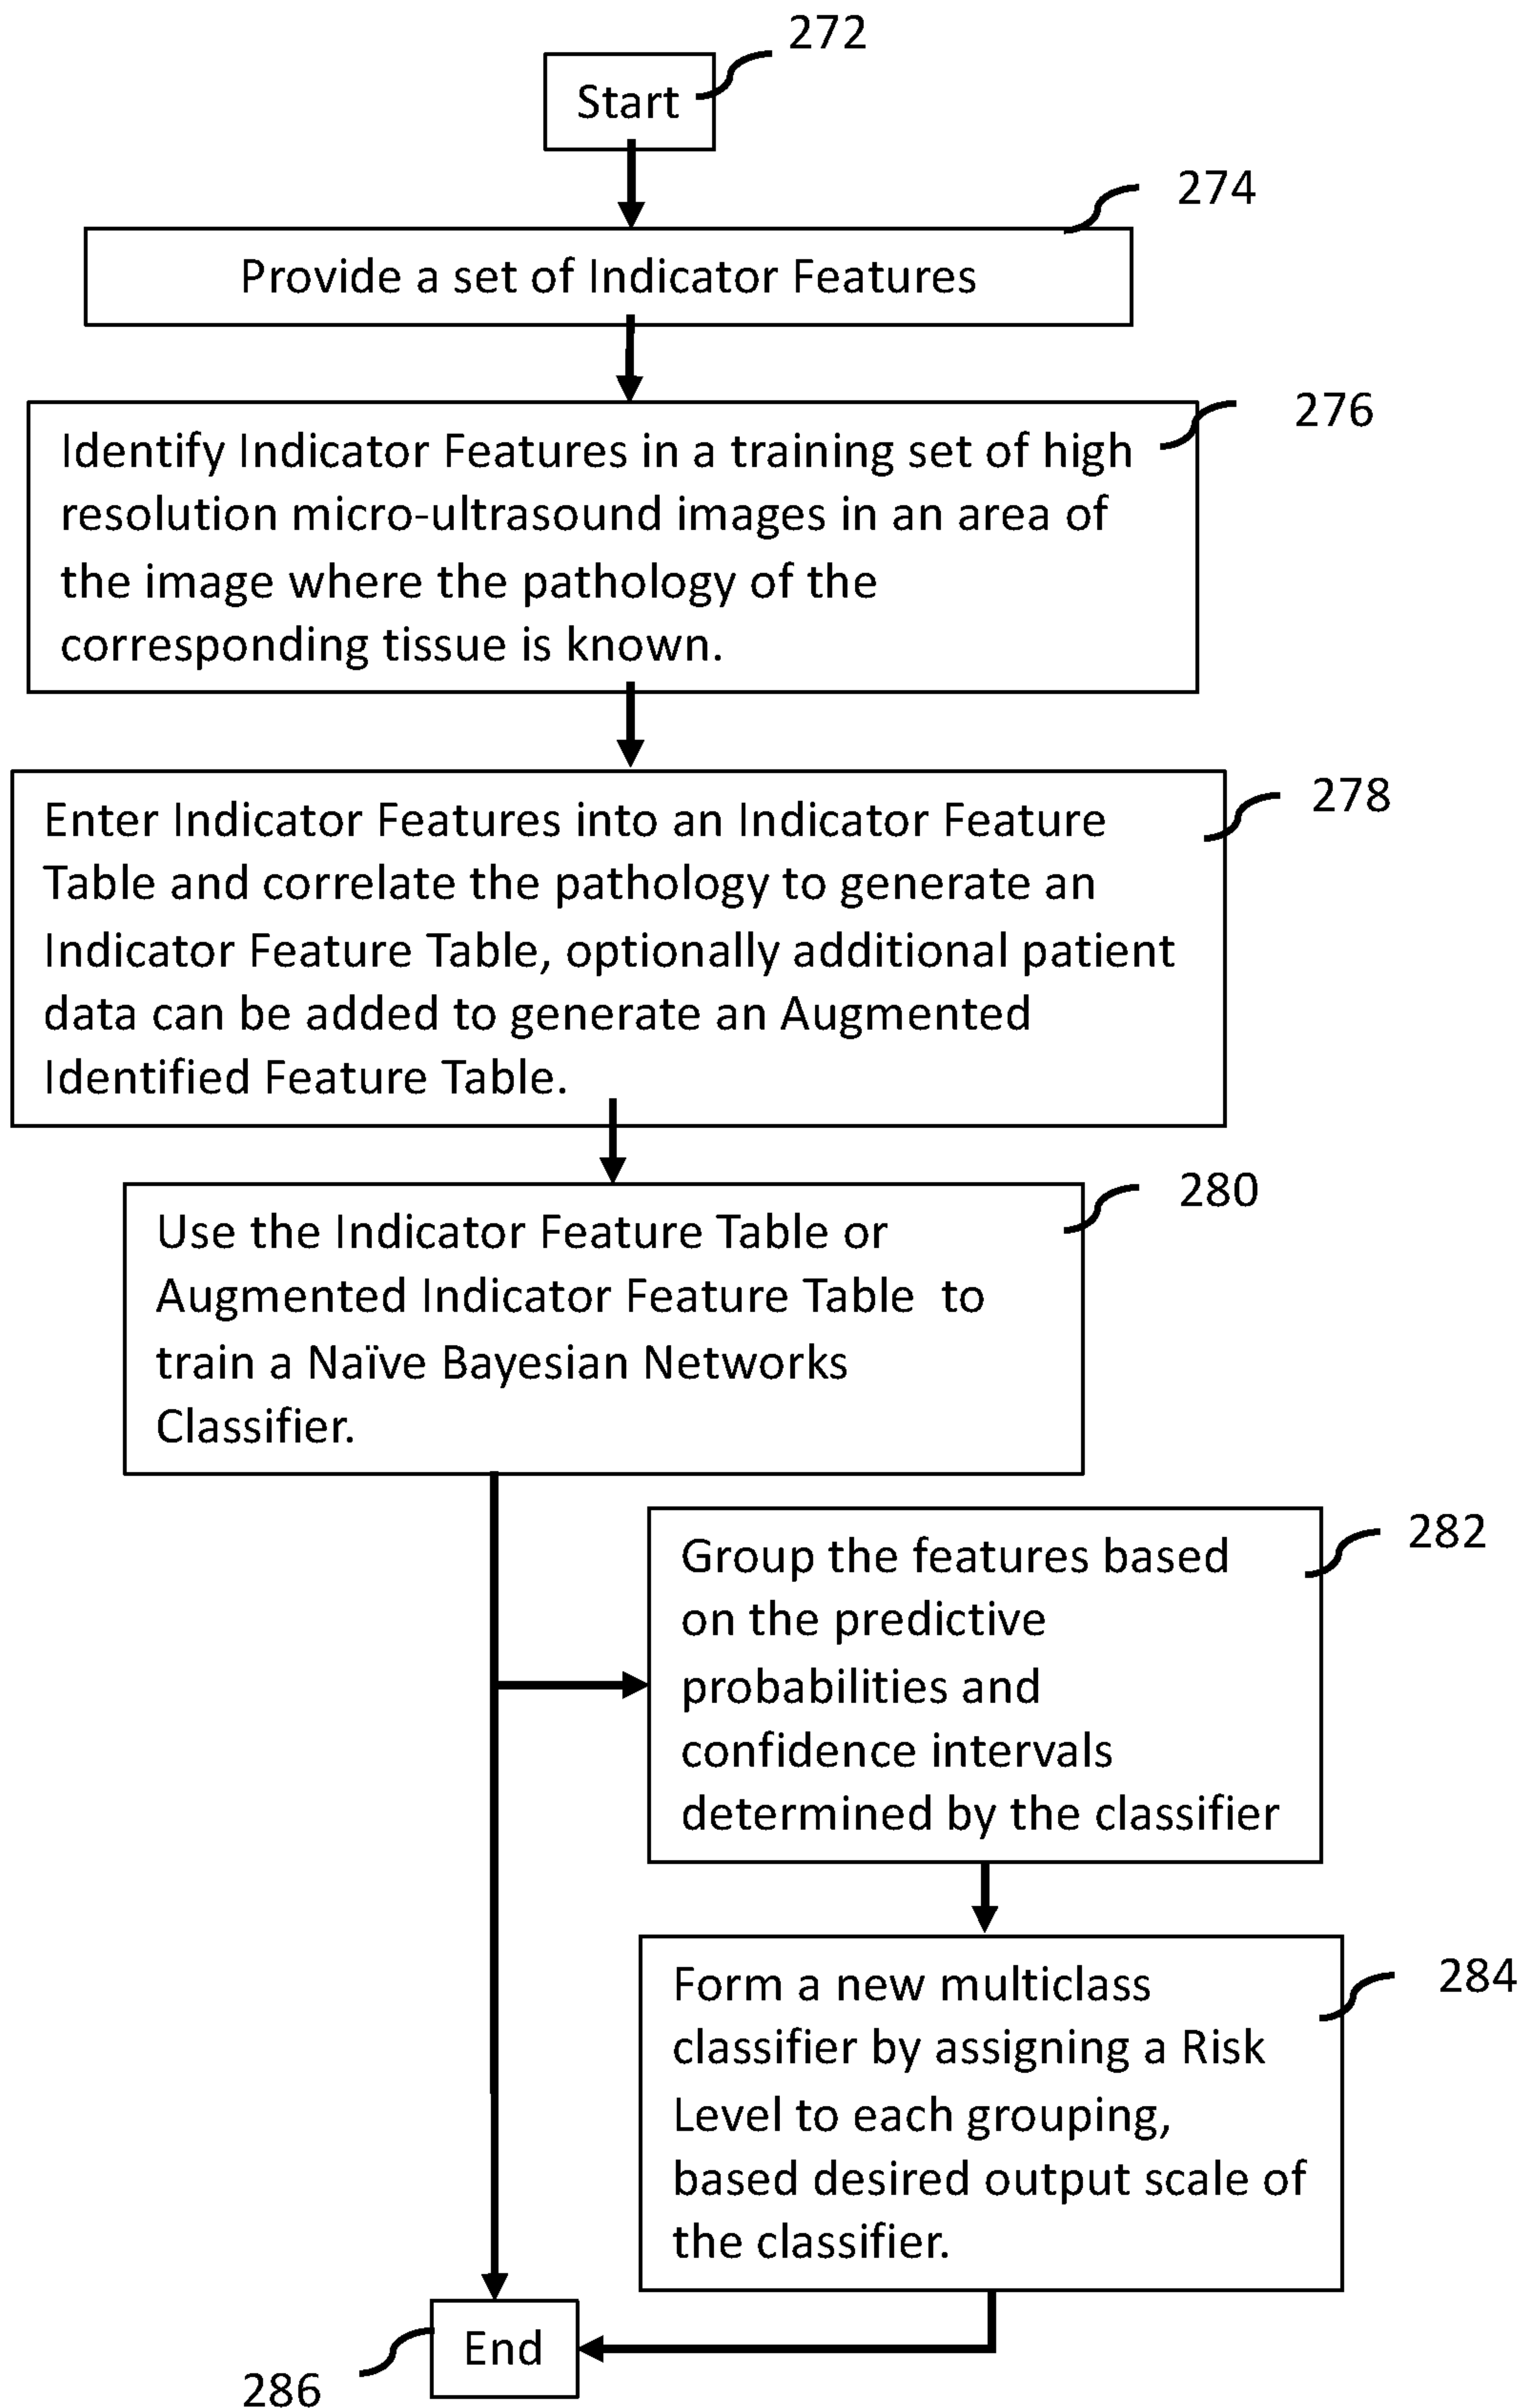 272
Start
274
Provide a set of Indicator Features
276
Identify Indicator Features in a training set of high
resolution micro-ultrasound images in an area of
the image where the pathology of the
corresponding tissue is known.
278
Enter Indicator Features into an Indicator Feature
Table and correlate the pathology to generate an
Indicator Feature Table, optionally additional patient
data can be added to generate an Augmented
Identified Feature Table.
280
Use the Indicator Feature Table or
Augmented Indicator Feature Table to
train a Naïve Bayesian Networks
Classifier.
282
Group the features based
on the predictive
probabilities and
confidence intervals
determined by the classifier
284
Form a new multiclass
classifier by assigning a Risk
Level to each grouping,
based desired output scale of
the classifier.
End
286